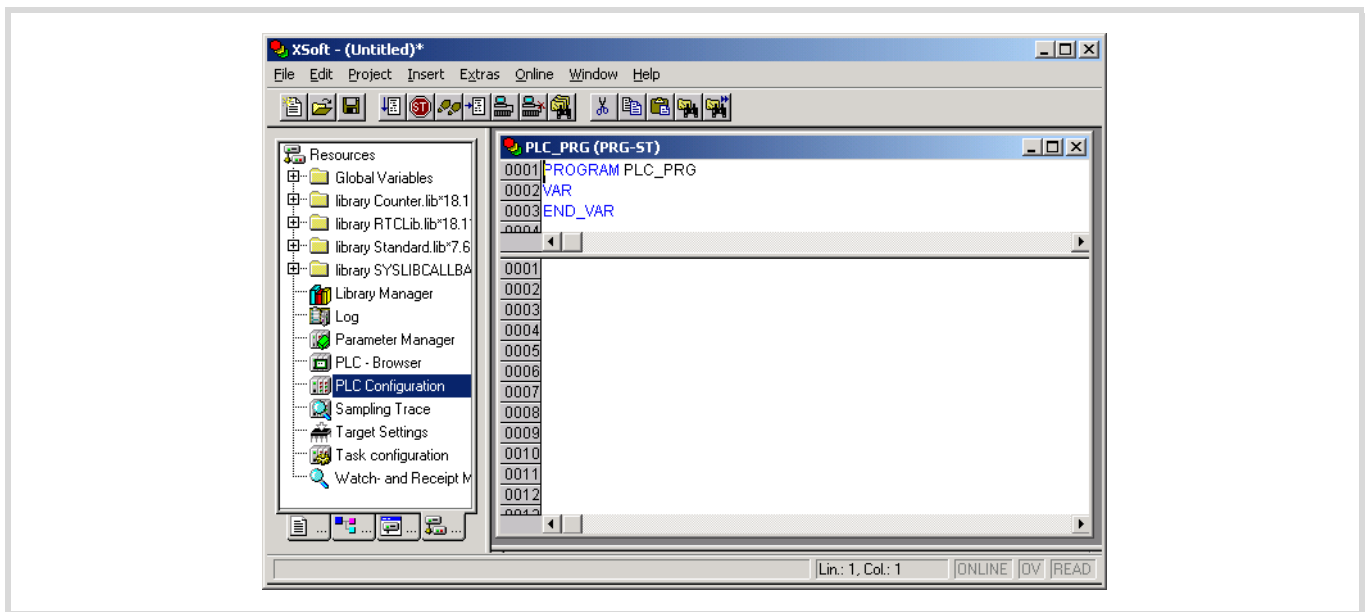 XSoft - (Untitled)*
File Edit Project Insert Extras Online Window Help
Resources
Global Variables
library Counter.lib*18.1
library RTCLib.lib*18.1
library Standard.lib*7.6
library SYSLIBCALLBA
Library Manager
Log
Parameter Manager
PLC - Browser
PLC Configuration
Sampling Trace
Target Settings
Task configuration
Watch- and Receipt M
... ... ... ...
PLC_PRG (PRG-ST)
0001 PROGRAM PLC_PRG
0002 VAR
0003 END_VAR
0004
0001
0002
0003
0004
0005
0006
0007
0008
0009
0010
0011
0012
0013
Lin.: 1, Col.: 1 ONLINE OV READ